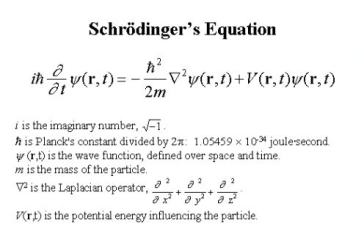 Schrödinger's Equation
iħ ∂/∂t ψ(r,t) = − ħ²/2m ∇²ψ(r,t) + V(r,t)ψ(r,t)
i is the imaginary number, √−1.
ħ is Planck's constant divided by 2π: 1.05459 × 10⁻³⁴ joule-second.
ψ (r,t) is the wave function, defined over space and time.
m is the mass of the particle.
∇² is the Laplacian operator, ∂²/∂x² + ∂²/∂y² + ∂²/∂z².
V(r,t) is the potential energy influencing the particle.